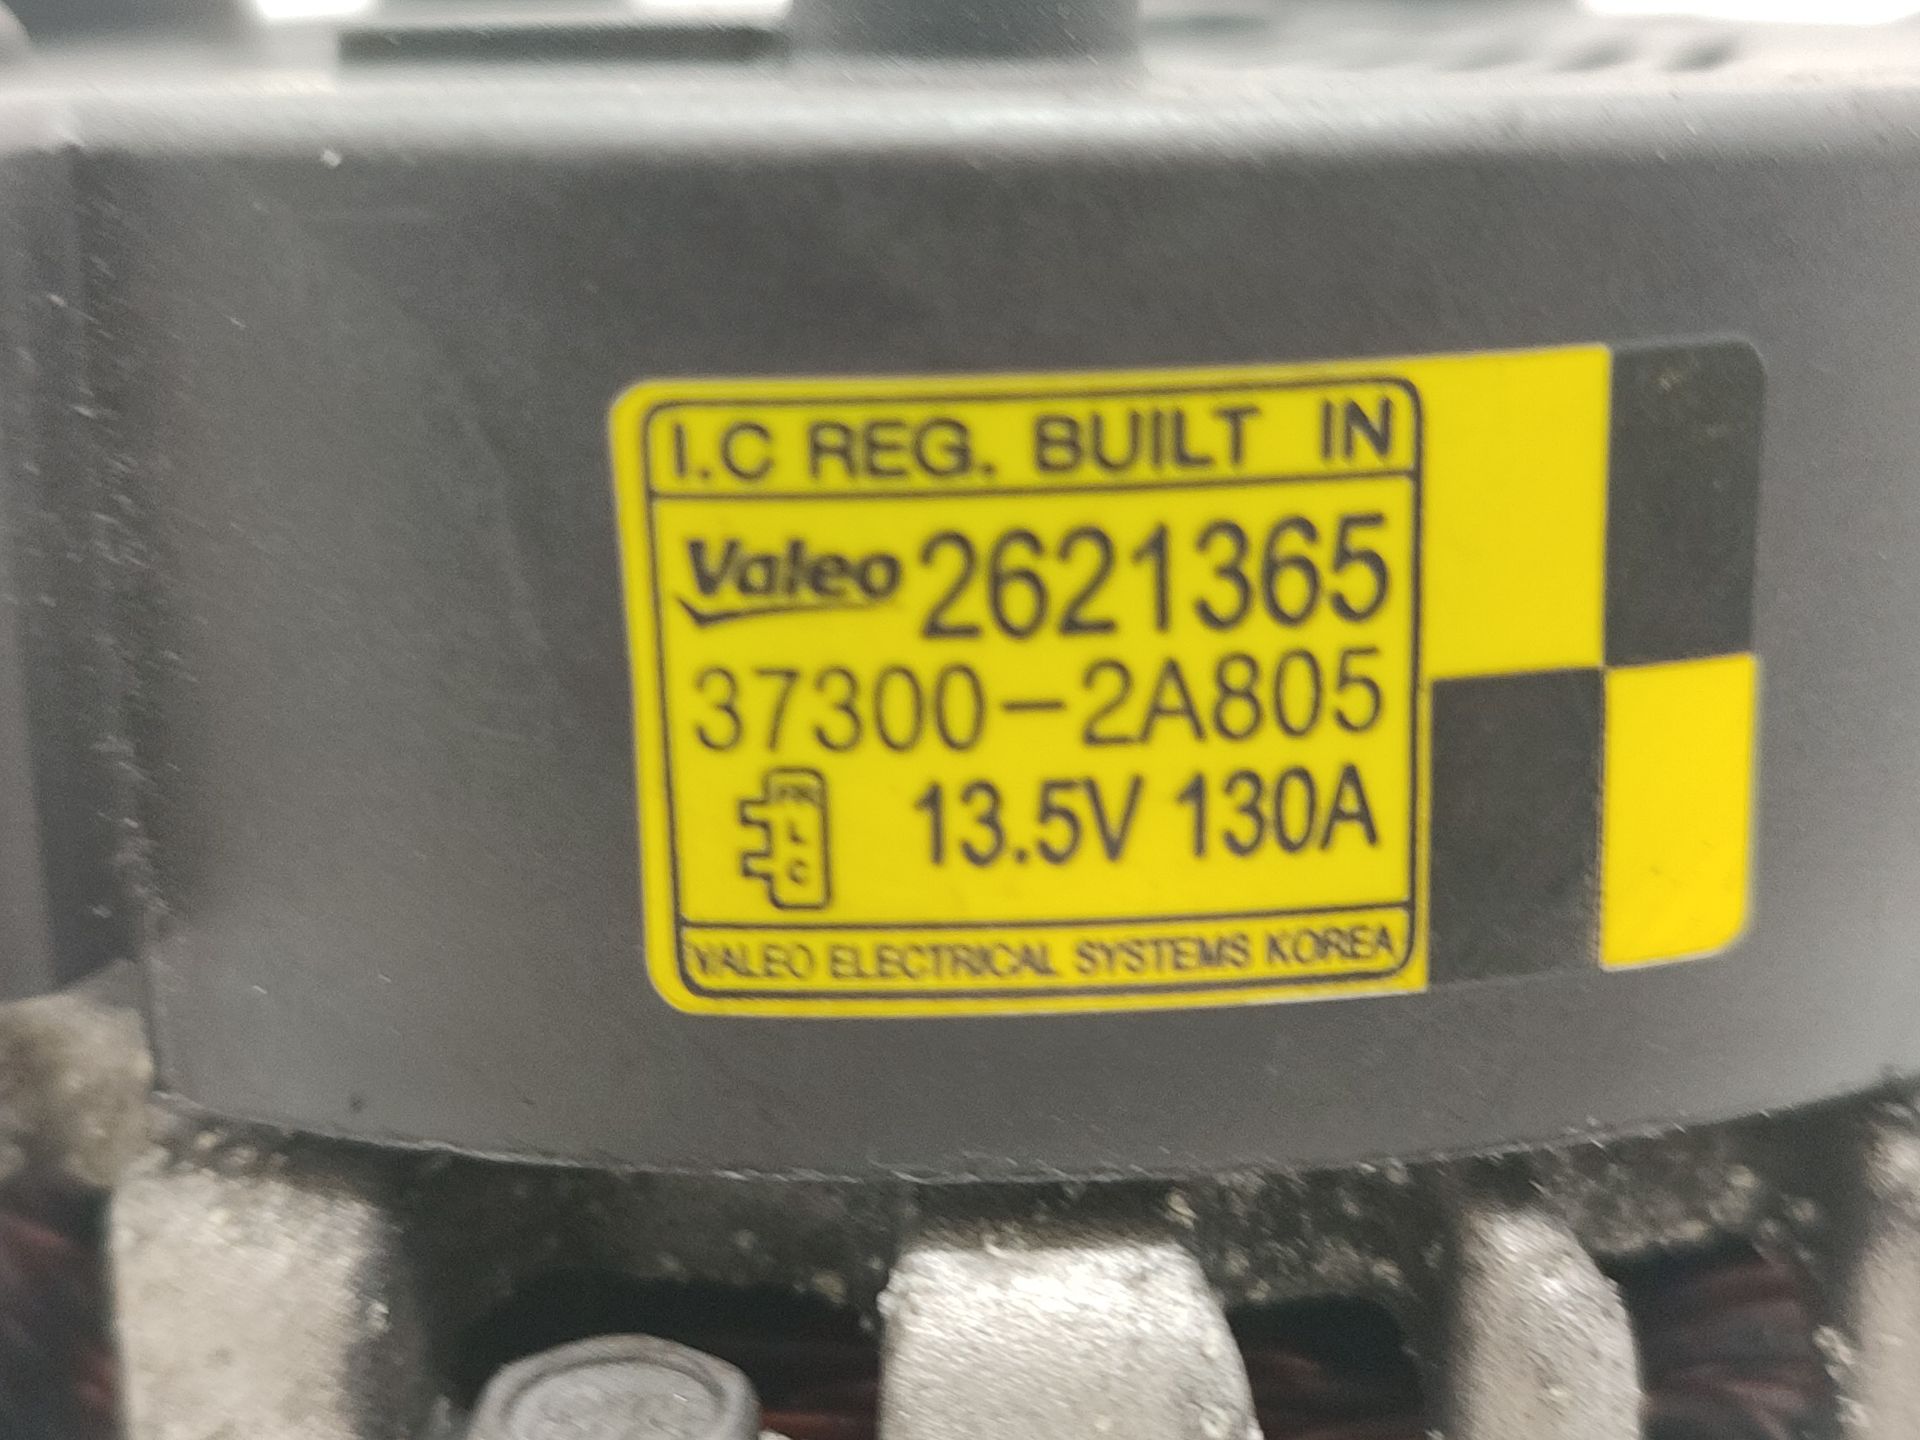 I.C REG. BUILT IN
Valeo 2621365
37300-2A805
13.5V 130A
L
C
VALEO ELECTRICAL SYSTEMS KOREA